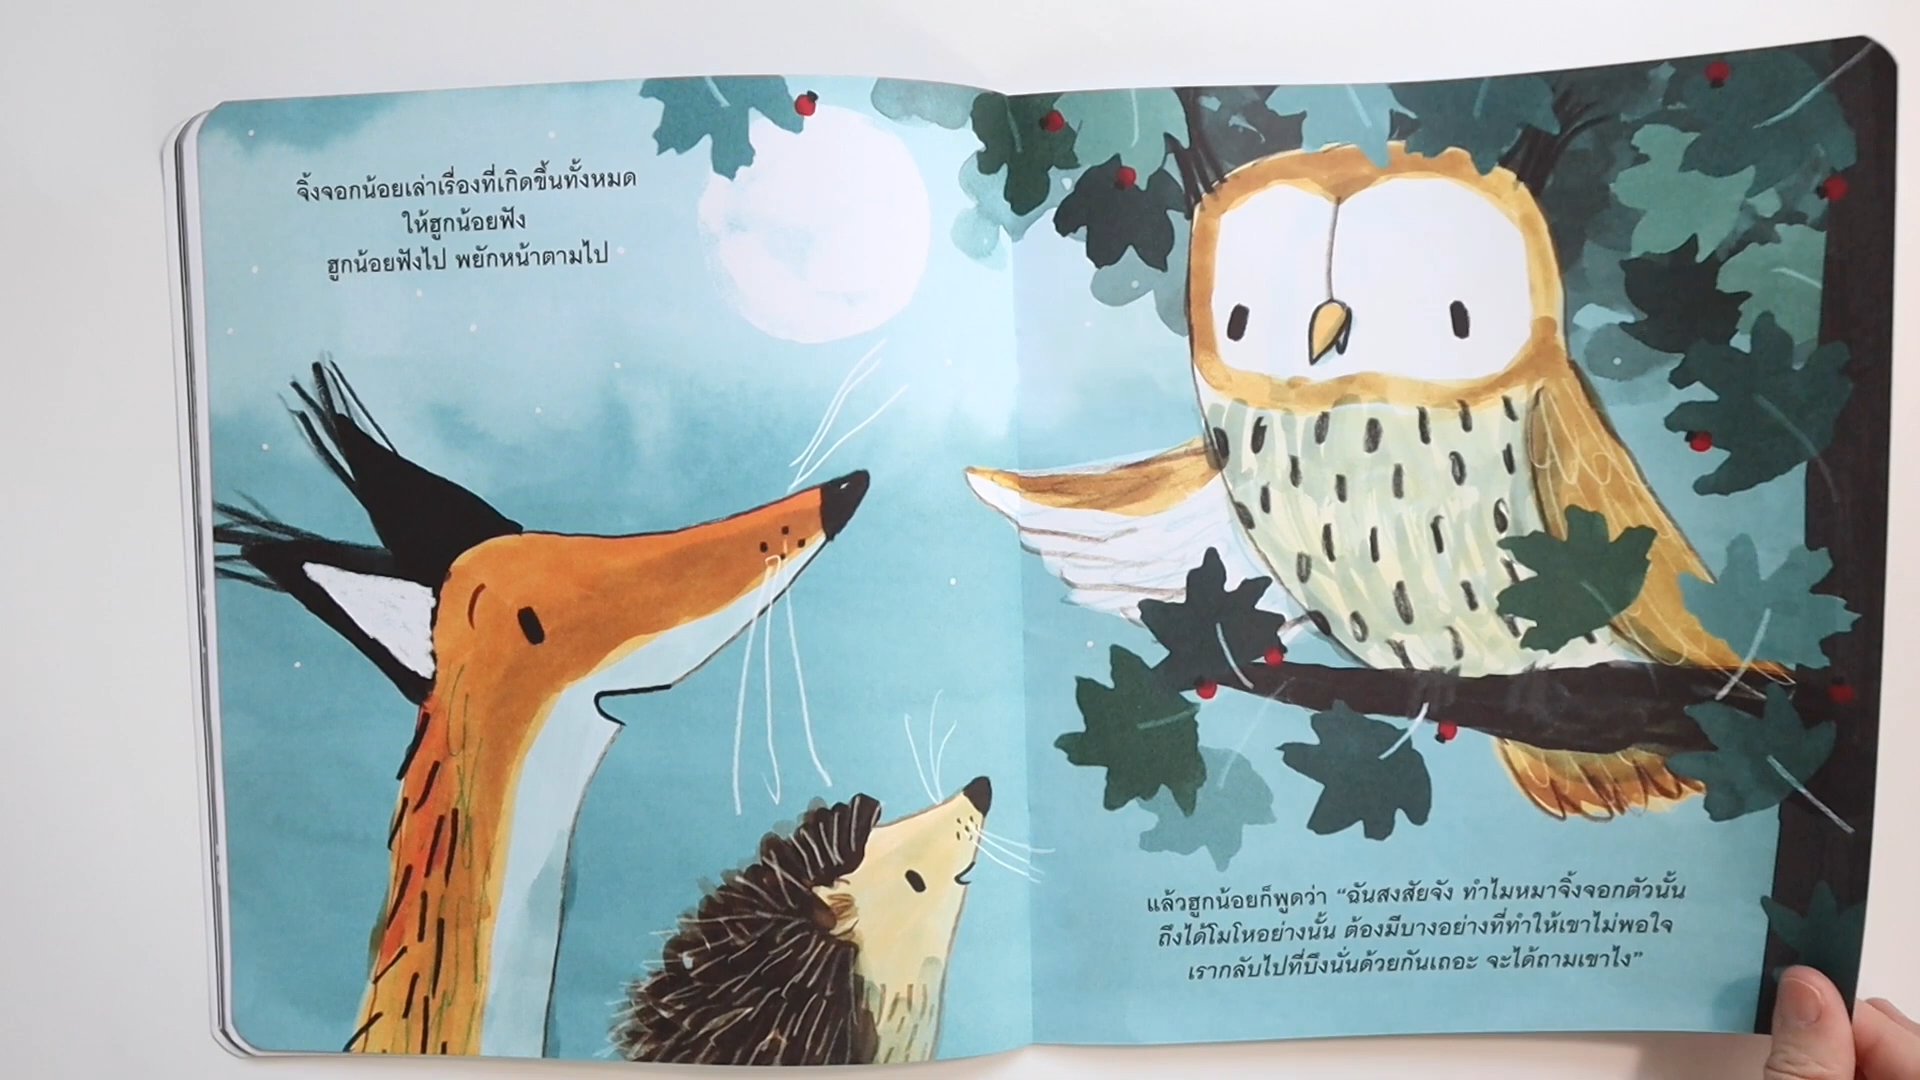 จิ้งจอกน้อยเล่าเรื่องที่เกิดขึ้นทั้งหมด
ให้ฮูกน้อยฟัง
ฮูกน้อยฟังไป พยักหน้าตามไป
แล้วฮูกน้อยก็พูดว่า “ฉันสงสัยจัง ทำไมหมาจิ้งจอกตัวนั้น
ถึงได้โมโหอย่างนั้น ต้องมีบางอย่างที่ทำให้เขาไม่พอใจ
เรากลับไปที่บึงนั่นด้วยกันเถอะ จะได้ถามเขาไง”